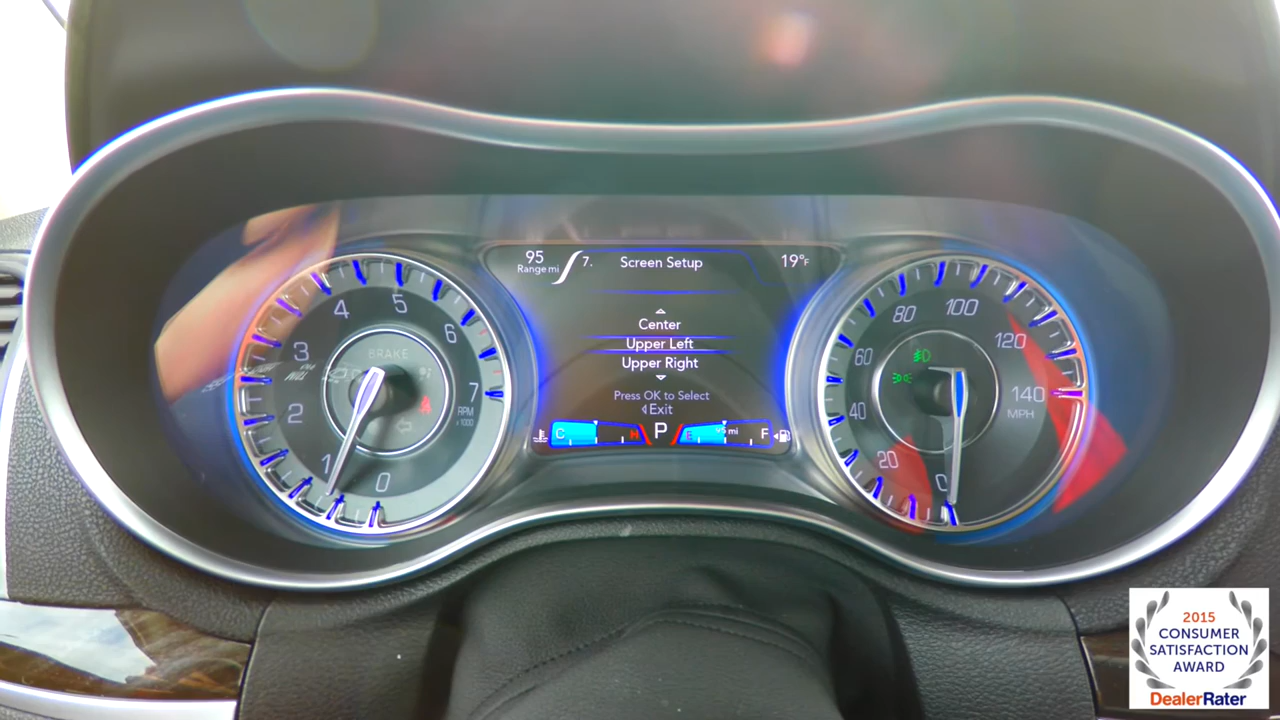 95
Range mi
7.
Screen Setup
19°F
Center
Upper Left
Upper Right
Press OK to Select
Exit
C
H
P
E
mi
F
BRAKE
0
1
2
3
4
5
6
7
RPM
x1000
0
20
40
60
80
100
120
140
MPH
2015
CONSUMER
SATISFACTION
AWARD
DealerRater